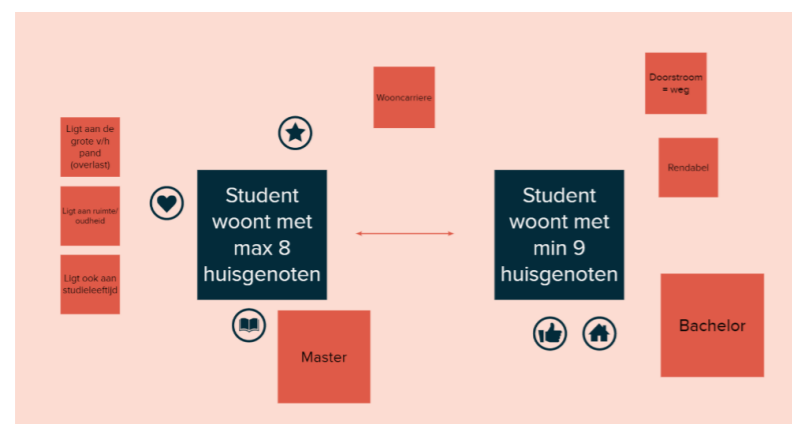 Wooncarriere
Doorstroom
= weg
Ligt aan de
grote v/h
pand
(overlast)
Rendabel
Ligt aan ruimte/
oudheid
Ligt ook aan
studieleeftijd
Student
woont met
max 8
huisgenoten
Student
woont met
min 9
huisgenoten
Master
Bachelor